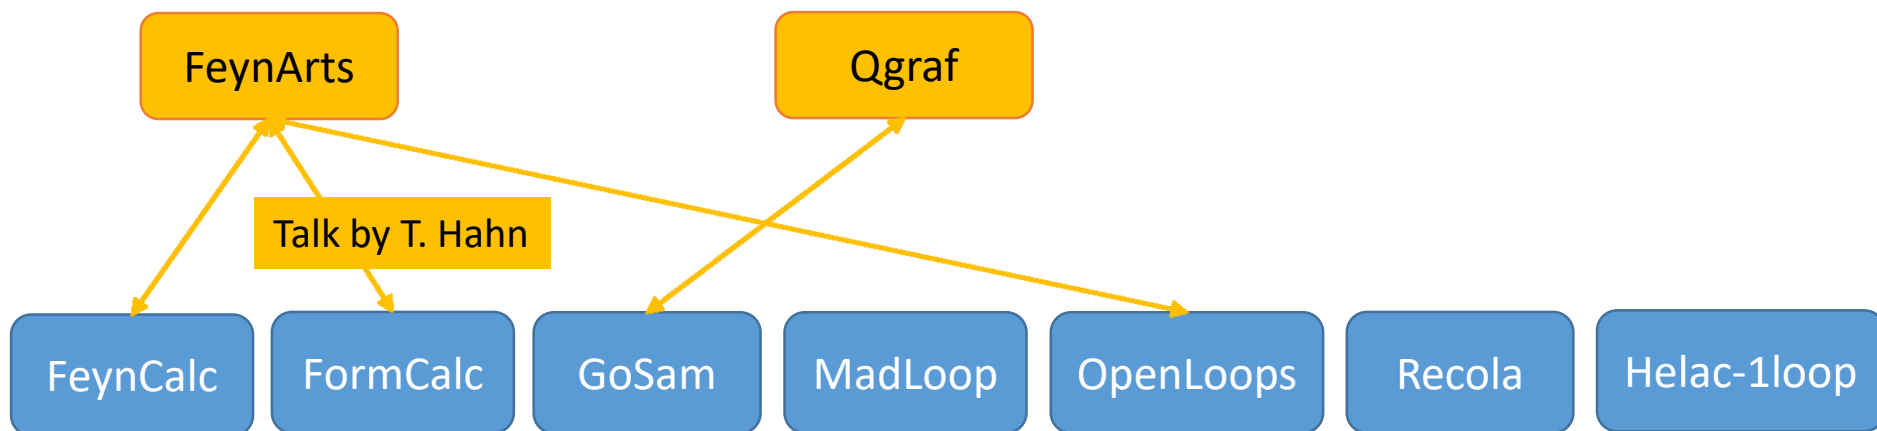 FeynArts
Qgraf
Talk by T. Hahn
FeynCalc
FormCalc
GoSam
MadLoop
OpenLoops
Recola
Helac-1loop